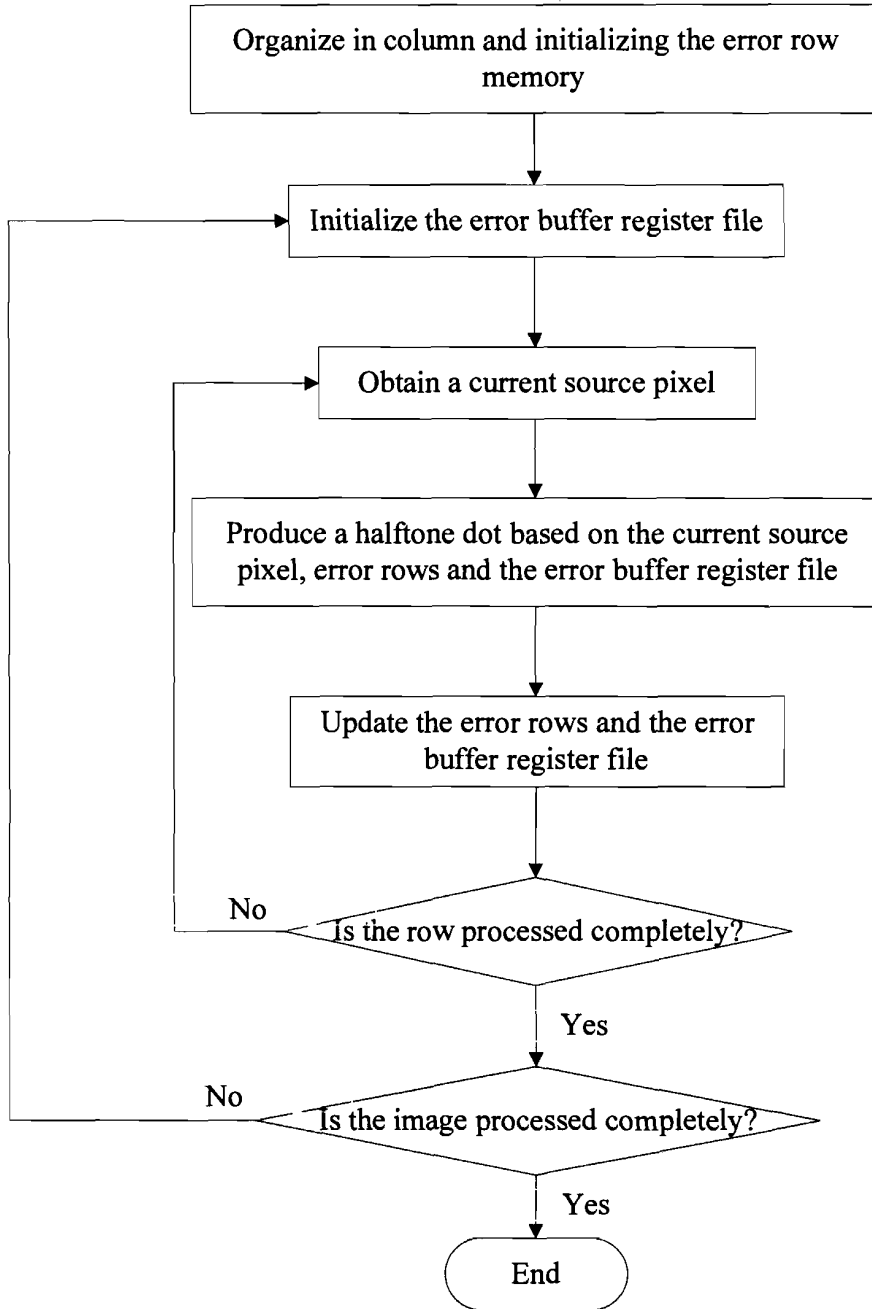 Organize in column and initializing the error row
memory
Initialize the error buffer register file
Obtain a current source pixel
Produce a halftone dot based on the current source
pixel, error rows and the error buffer register file
Update the error rows and the error
buffer register file
No
Is the row processed completely?
Yes
No
Is the image processed completely?
Yes
End